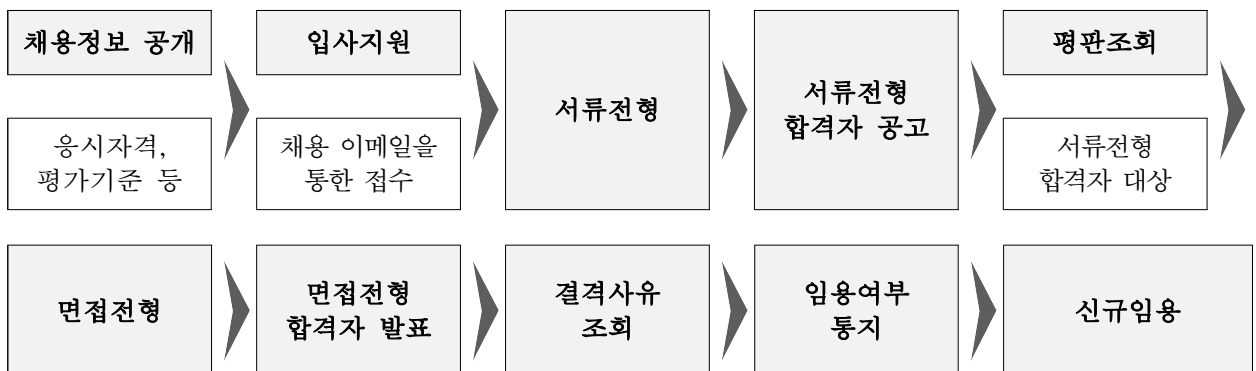 채용정보 공개
응시자격,
평가기준 등
입사지원
채용 이메일을
통한 접수
서류전형
서류전형
합격자 공고
평판조회
서류전형
합격자 대상
면접전형
면접전형
합격자 발표
결격사유
조회
임용여부
통지
신규임용